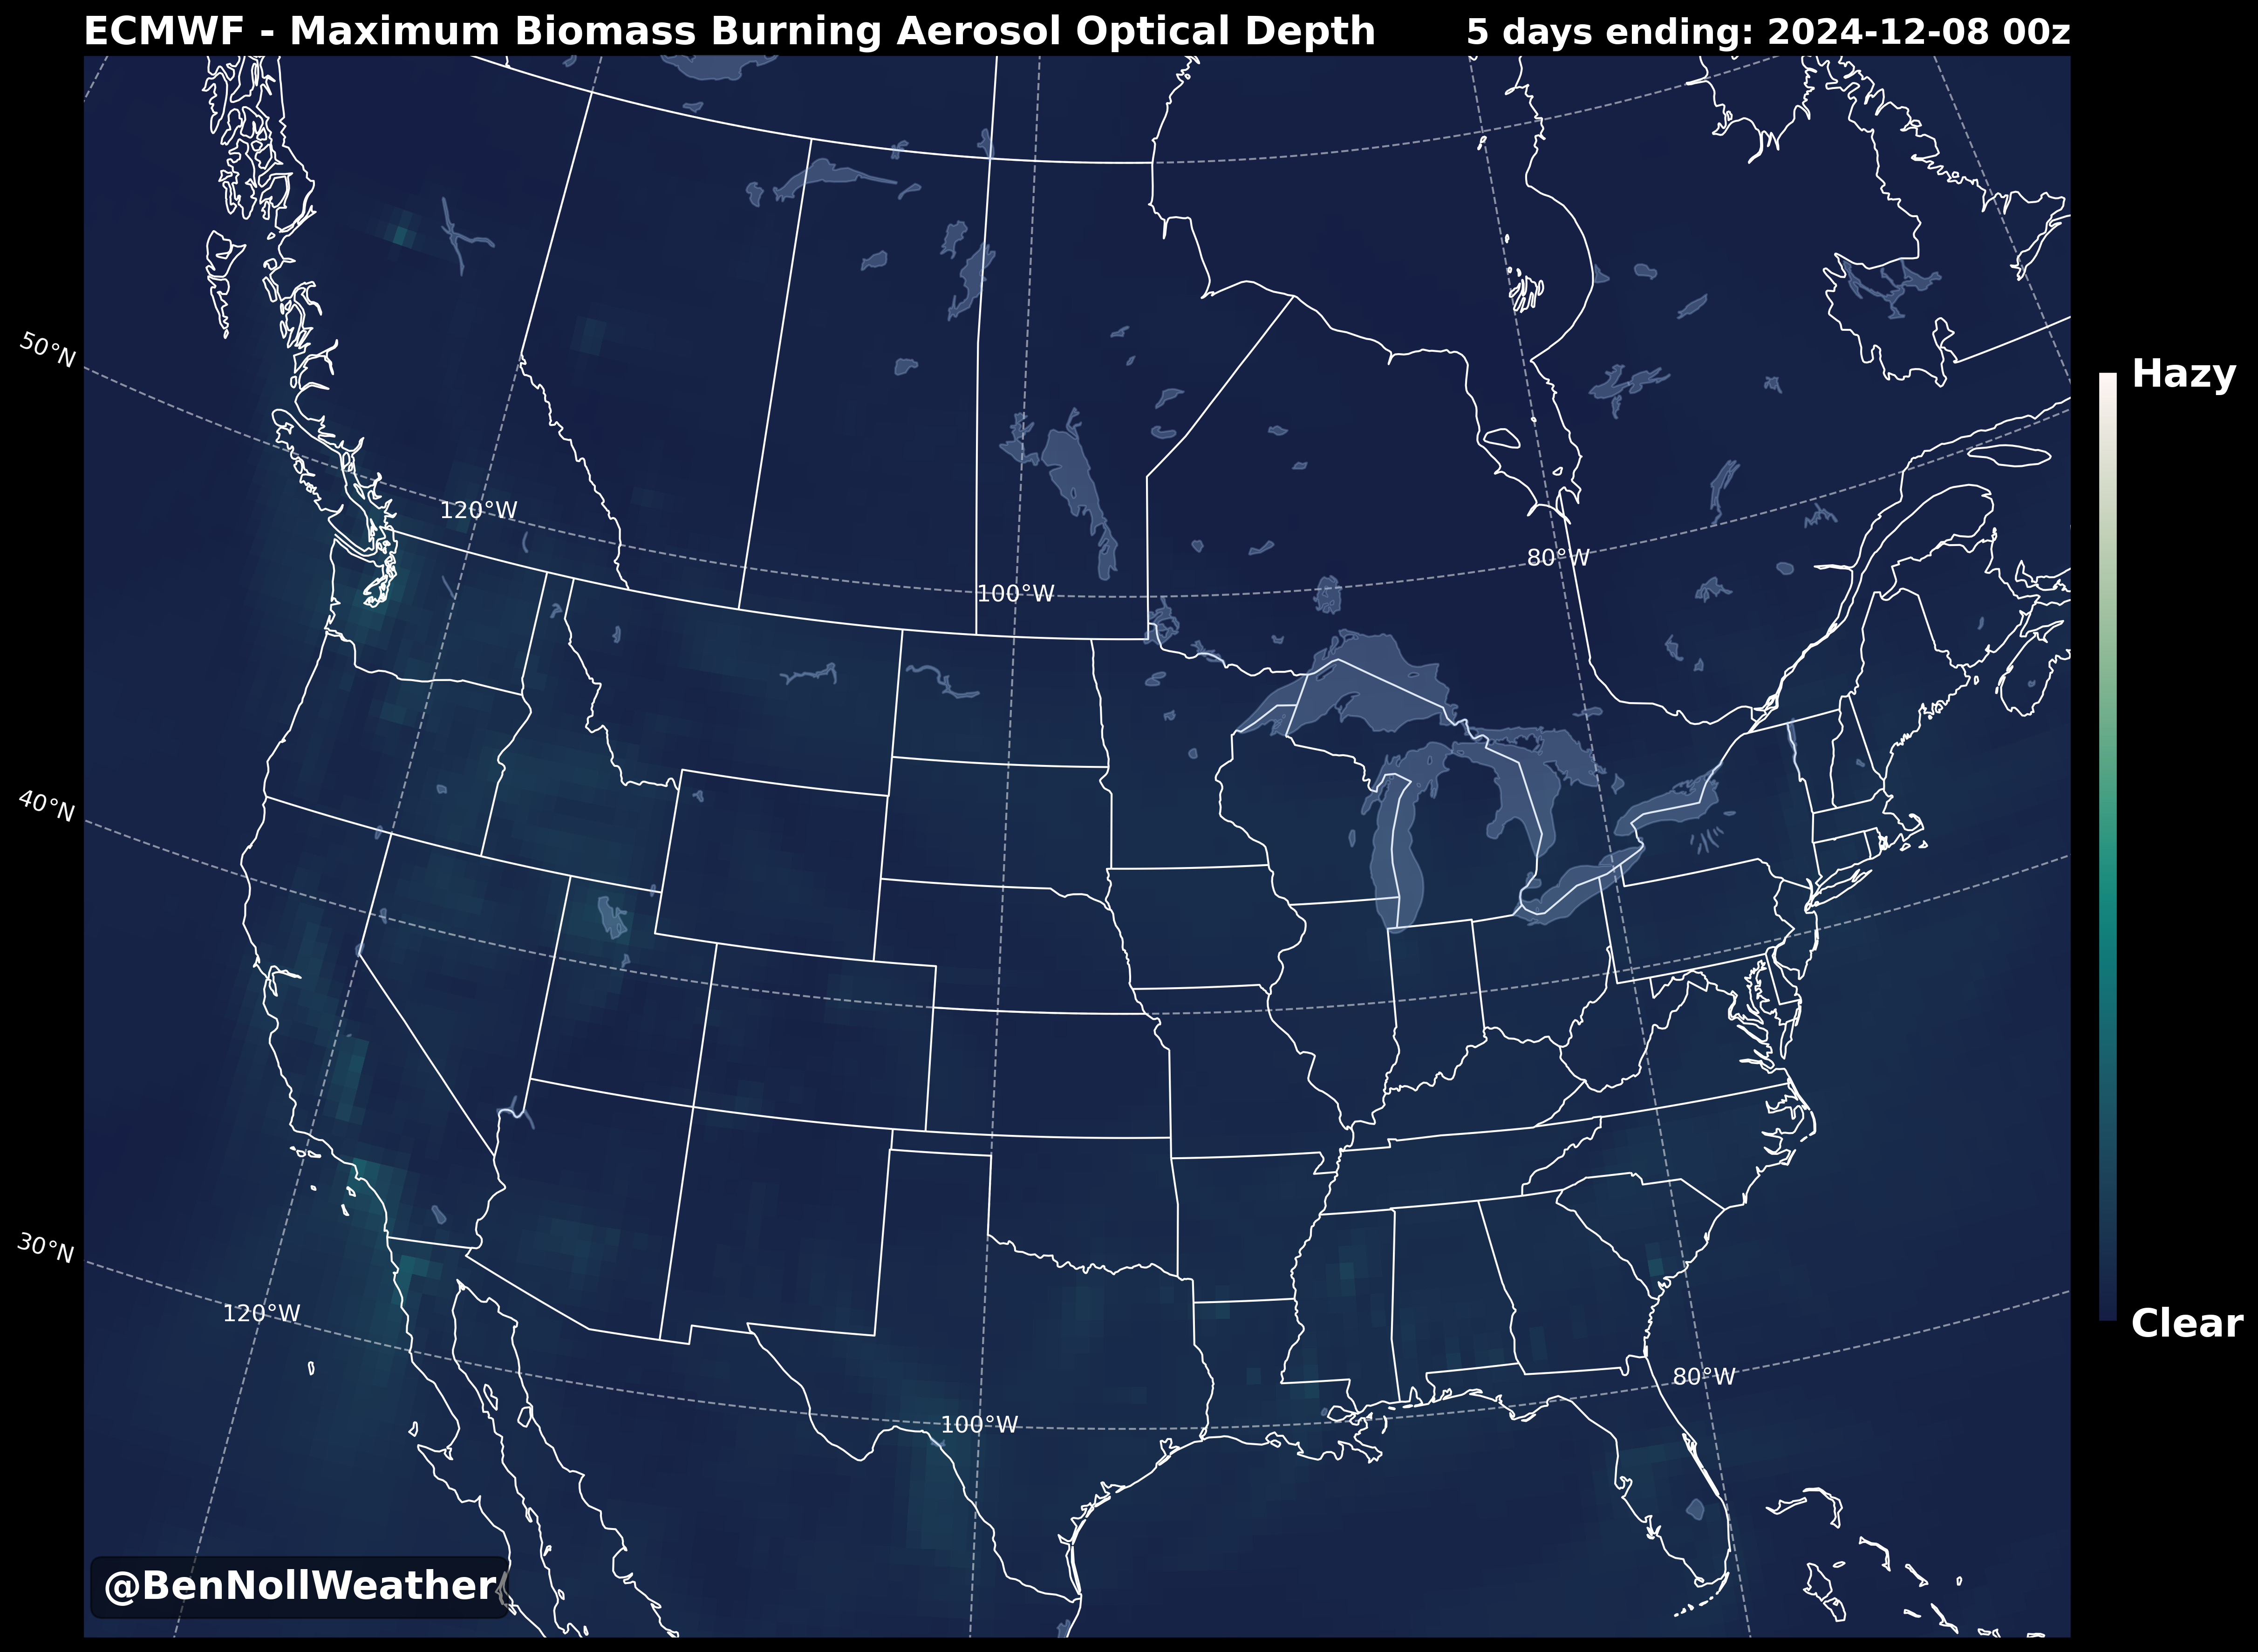 ECMWF - Maximum Biomass Burning Aerosol Optical Depth
5 days ending: 2024-12-08 00z
50°N
Hazy
120°W
80°W
100°W
40°N
30°N
120°W
Clear
80°W
100°W
@BenNollWeather